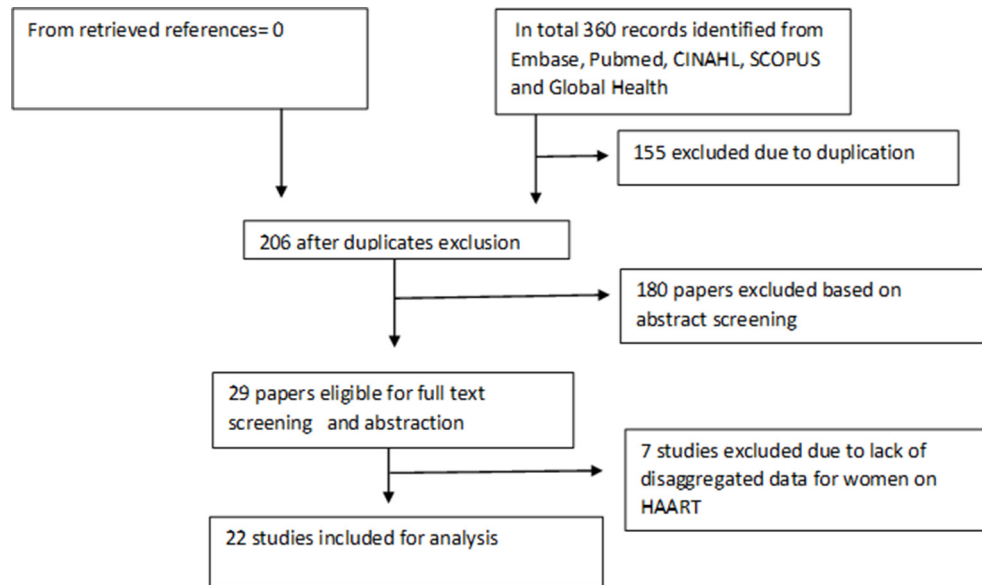 From retrieved references= 0
In total 360 records identified from
Embase, Pubmed, CINAHL, SCOPUS
and Global Health
155 excluded due to duplication
206 after duplicates exclusion
180 papers excluded based on
abstract screening
29 papers eligible for full text
screening and abstraction
7 studies excluded due to lack of
disaggregated data for women on
HAART
22 studies included for analysis